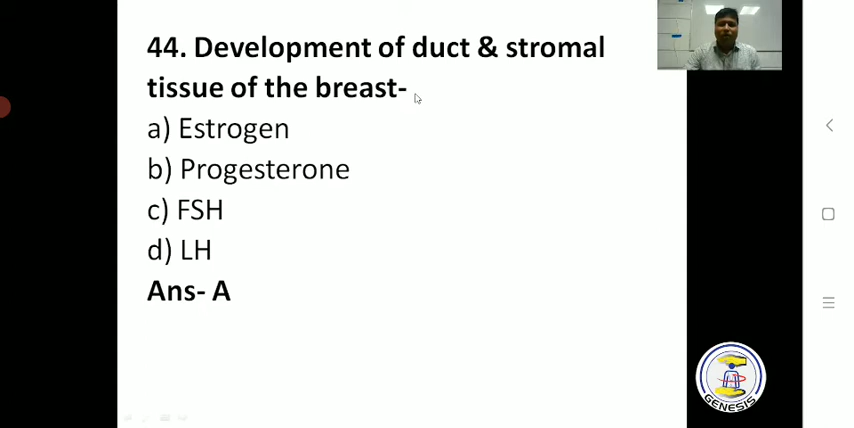 44. Development of duct & stromal
tissue of the breast-
a) Estrogen
b) Progesterone
c) FSH
d) LH
Ans- A
GENESIS